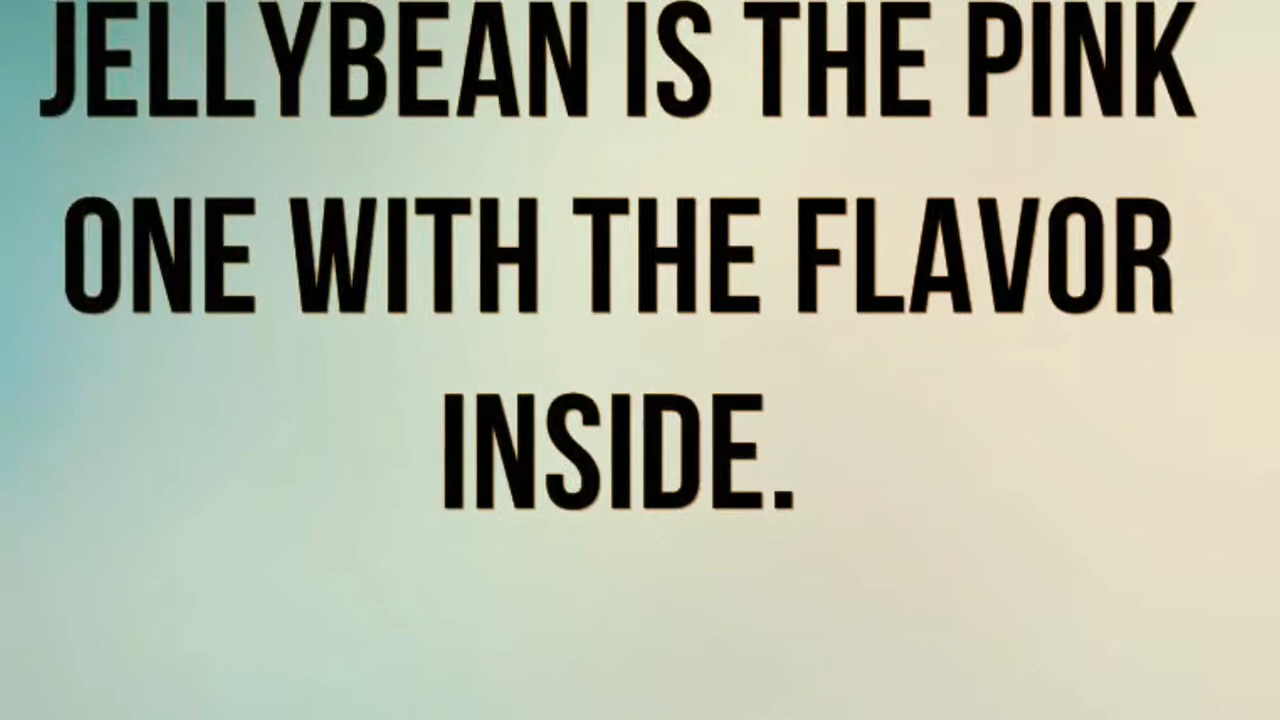 JELLYBEAN IS THE PINK
ONE WITH THE FLAVOR
INSIDE.